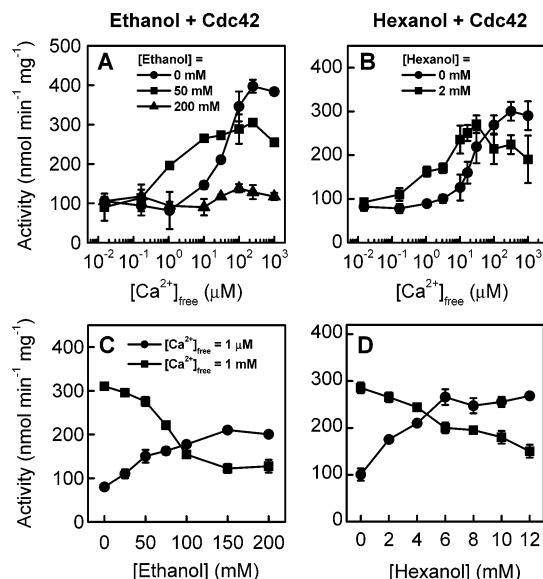 Ethanol + Cdc42
Hexanol + Cdc42
A
[Ethanol] =
0 mM
50 mM
200 mM
500
400
300
200
100
0
10⁻² 10⁻¹ 10⁰ 10¹ 10² 10³
[Ca²⁺]free (μM)
Activity (nmol min⁻¹ mg⁻¹)
B
[Hexanol] =
0 mM
2 mM
400
300
200
100
0
10⁻² 10⁻¹ 10⁰ 10¹ 10² 10³
[Ca²⁺]free (μM)
C
[Ca²⁺]free = 1 μM
[Ca²⁺]free = 1 mM
400
300
200
100
0
0 50 100 150 200
[Ethanol] (mM)
Activity (nmol min⁻¹ mg⁻¹)
D
400
300
200
100
0
0 2 4 6 8 10 12
[Hexanol] (mM)